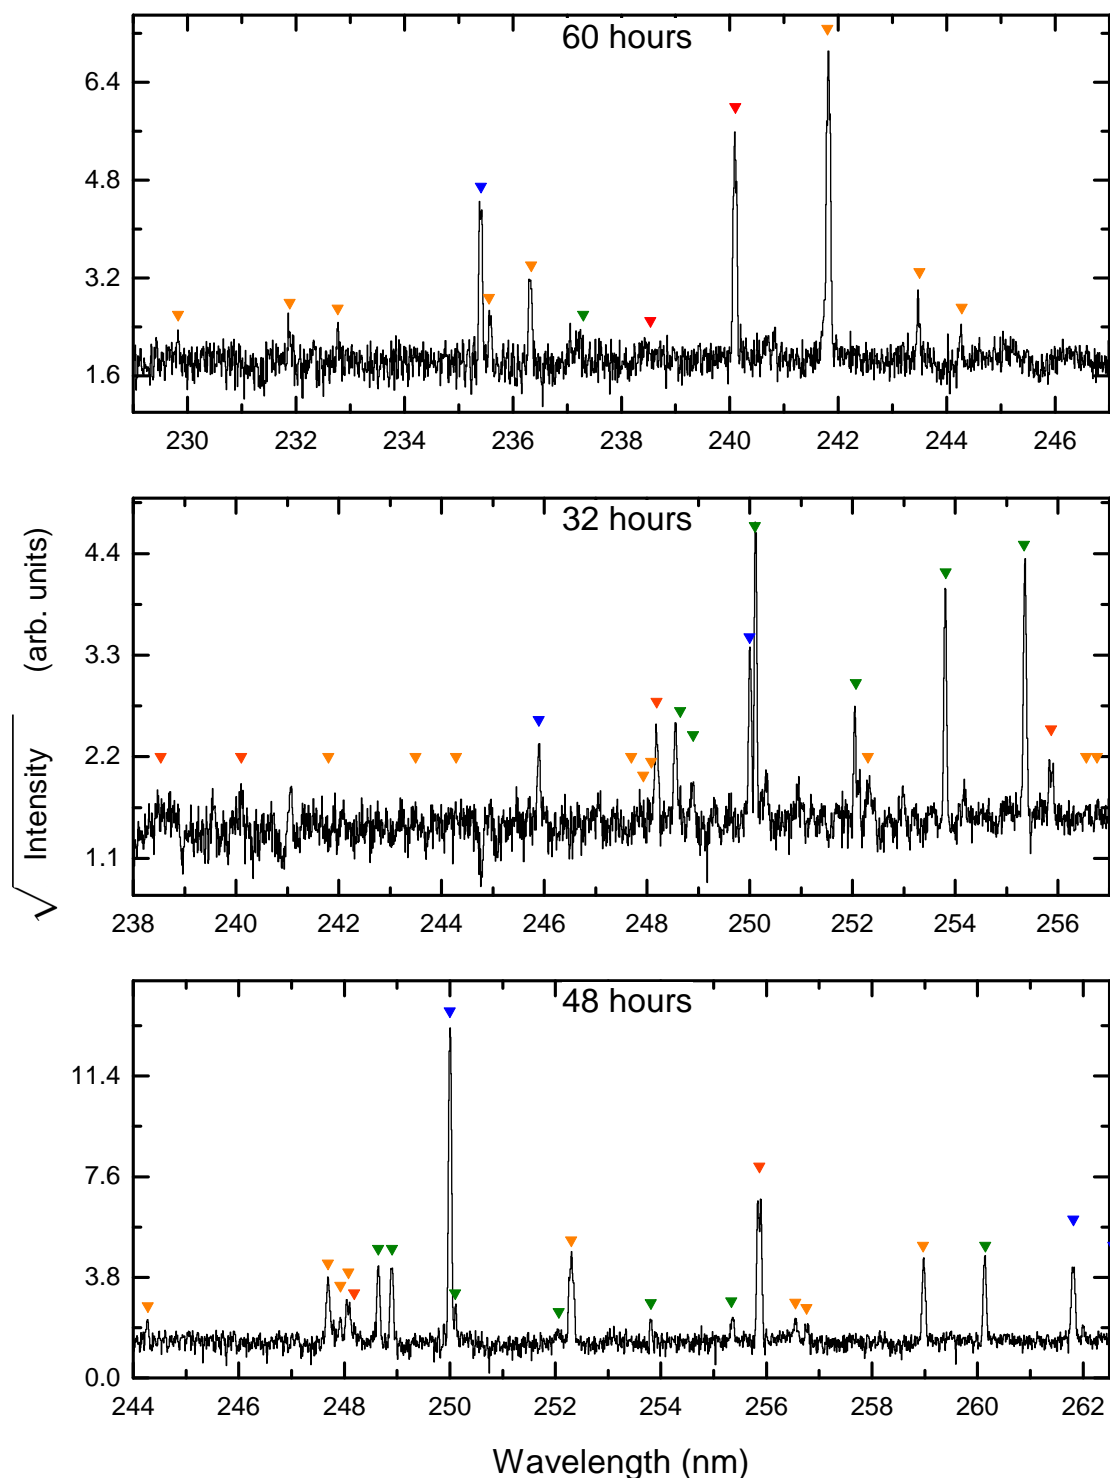 60 hours
6.4
4.8
3.2
1.6
230 232 234 236 238 240 242 244 246
32 hours
4.4
3.3
2.2
1.1
238 240 242 244 246 248 250 252 254 256
48 hours
11.4
7.6
3.8
0.0
244 246 248 250 252 254 256 258 260 262
√Intensity (arb. units)
Wavelength (nm)